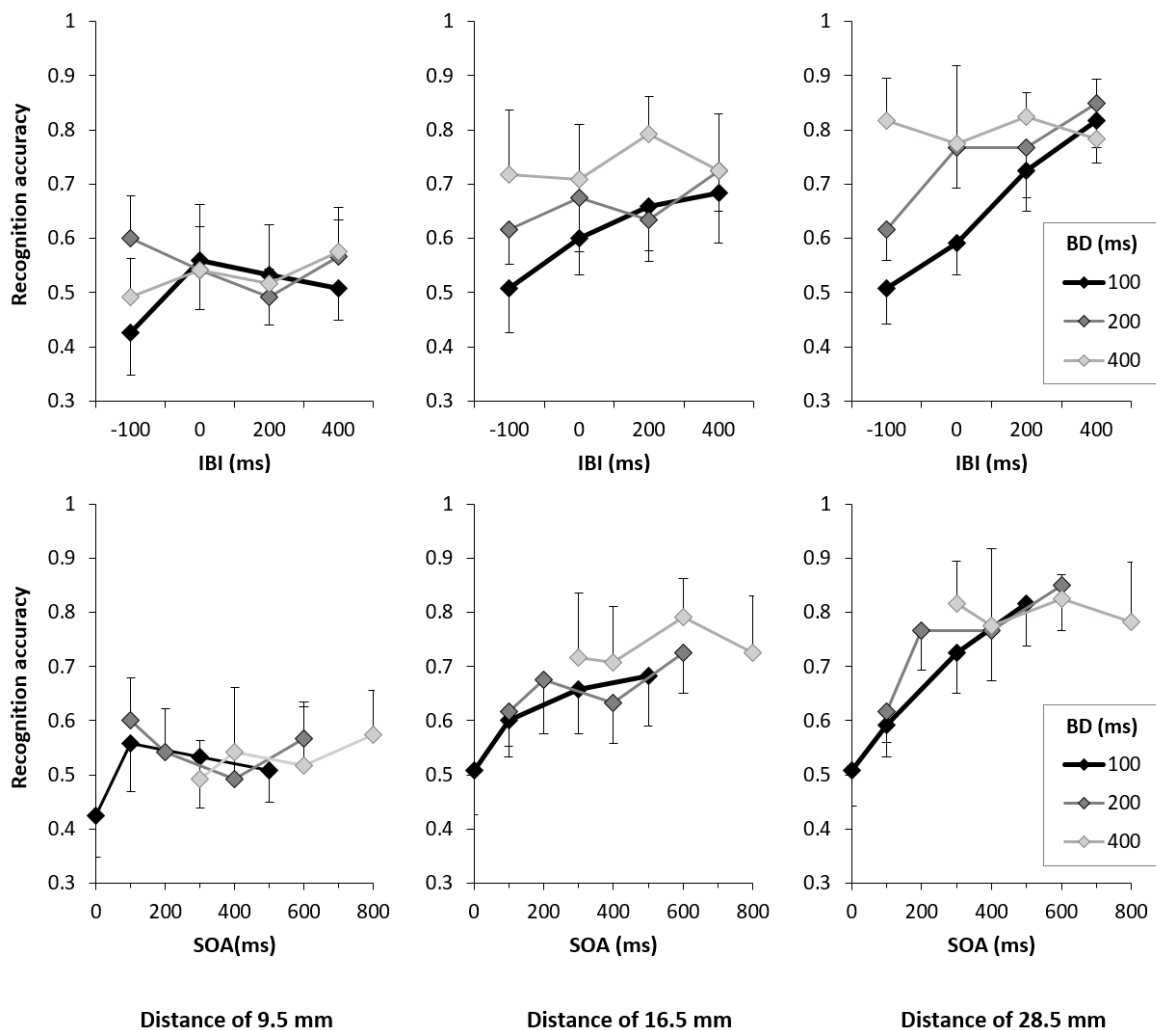 Recognition accuracy
1
0.9
0.8
0.7
0.6
0.5
0.4
0.3
-100 0 200 400
IBI (ms)
1
0.9
0.8
0.7
0.6
0.5
0.4
0.3
-100 0 200 400
IBI (ms)
1
0.9
0.8
0.7
0.6
0.5
0.4
0.3
-100 0 200 400
IBI (ms)
BD (ms)
100
200
400
Recognition accuracy
1
0.9
0.8
0.7
0.6
0.5
0.4
0.3
0 200 400 600 800
SOA(ms)
1
0.9
0.8
0.7
0.6
0.5
0.4
0.3
0 200 400 600 800
SOA (ms)
1
0.9
0.8
0.7
0.6
0.5
0.4
0.3
0 200 400 600 800
SOA (ms)
BD (ms)
100
200
400
Distance of 9.5 mm
Distance of 16.5 mm
Distance of 28.5 mm